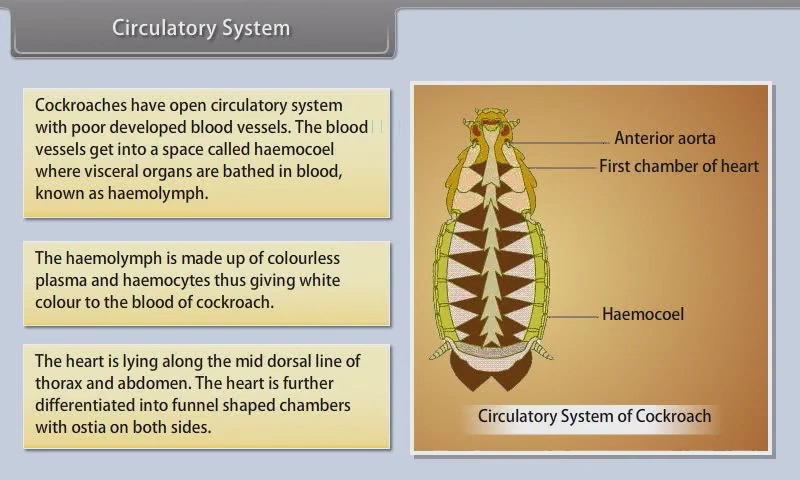 Circulatory System
Cockroaches have open circulatory system
with poor developed blood vessels. The blood
vessels get into a space called haemocoel
where visceral organs are bathed in blood,
known as haemolymph.
The haemolymph is made up of colourless
plasma and haemocytes thus giving white
colour to the blood of cockroach.
The heart is lying along the mid dorsal line of
thorax and abdomen. The heart is further
differentiated into funnel shaped chambers
with ostia on both sides.
Anterior aorta
First chamber of heart
Haemocoel
Circulatory System of Cockroach